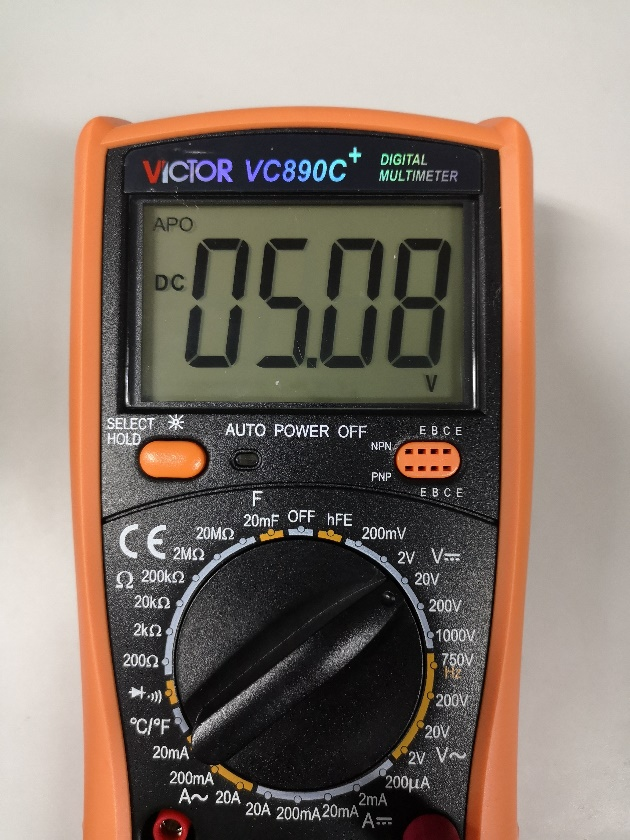 VICTOR VC890C+ DIGITAL MULTIMETER
APO
DC 05.08 V
SELECT
HOLD
AUTO POWER OFF
E B C E
NPN
PNP
E B C E
F
20mF OFF hFE
20MΩ 200mV
2MΩ 2V V⎓
Ω 200kΩ 20V
20kΩ 200V
2kΩ 1000V
200Ω 750V
Hz
200V
°C/°F 20V
20mA 2V V~
200mA 200μA
A~ 20A 20A 200mA 20mA 2mA A⎓
CE